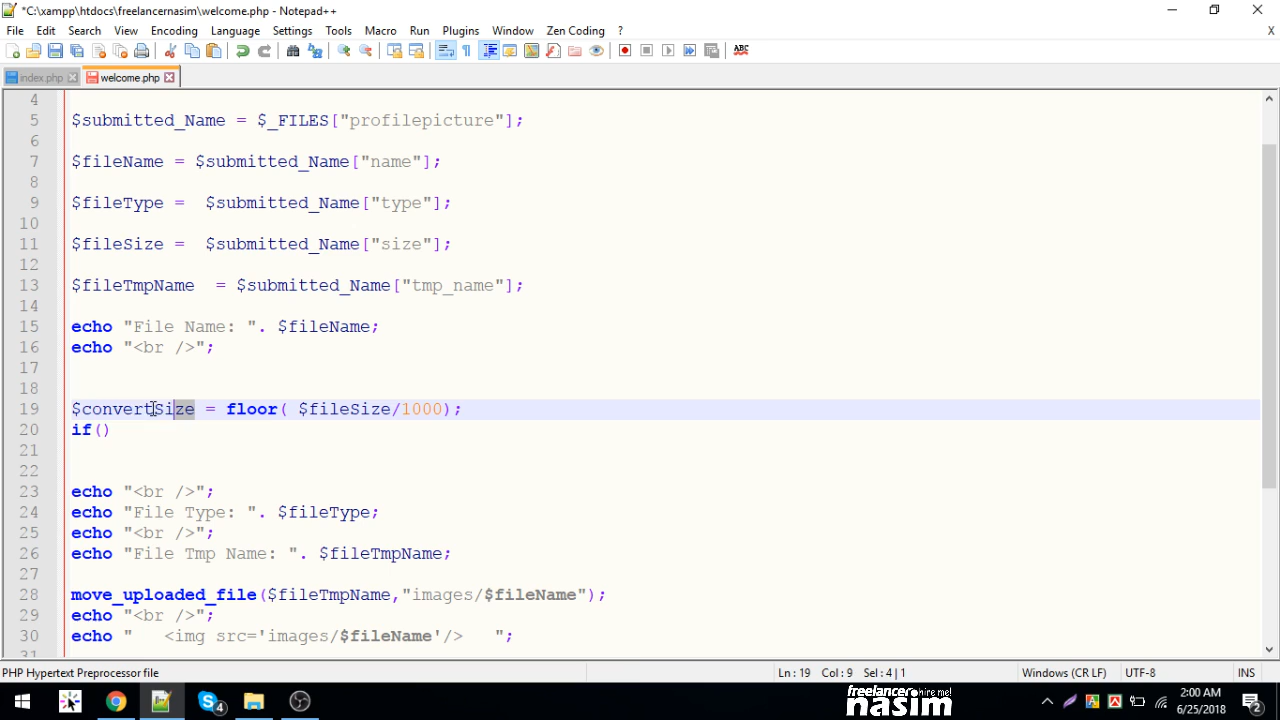 *C:\xampp\htdocs\freelancernasim\welcome.php - Notepad++
File Edit Search View Encoding Language Settings Tools Macro Run Plugins Window Zen Coding ? X
ABC
index.php welcome.php
4
5 $submitted_Name = $_FILES["profilepicture"];
6
7 $fileName = $submitted_Name["name"];
8
9 $fileType =  $submitted_Name["type"];
10
11 $fileSize =  $submitted_Name["size"];
12
13 $fileTmpName  = $submitted_Name["tmp_name"];
14
15 echo "File Name: ". $fileName;
16 echo "<br />";
17
18
19 $convertSize = floor( $fileSize/1000);
20 if()
21
22
23 echo "<br />";
24 echo "File Type: ". $fileType;
25 echo "<br />";
26 echo "File Tmp Name: ". $fileTmpName;
27
28 move_uploaded_file($fileTmpName,"images/$fileName");
29 echo "<br />";
30 echo "   <img src='images/$fileName'/>   ";
31
PHP Hypertext Preprocessor file Ln : 19 Col : 9 Sel : 4 | 1 Windows (CR LF) UTF-8 INS
4 freelancer hire me! 2:00 AM
nasim 6/25/2018 2